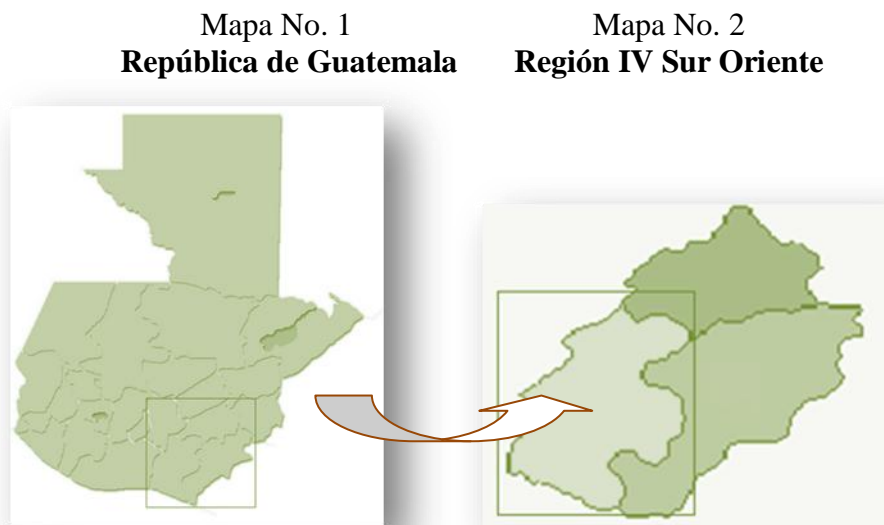 Mapa No. 1
República de Guatemala
Mapa No. 2
Región IV Sur Oriente